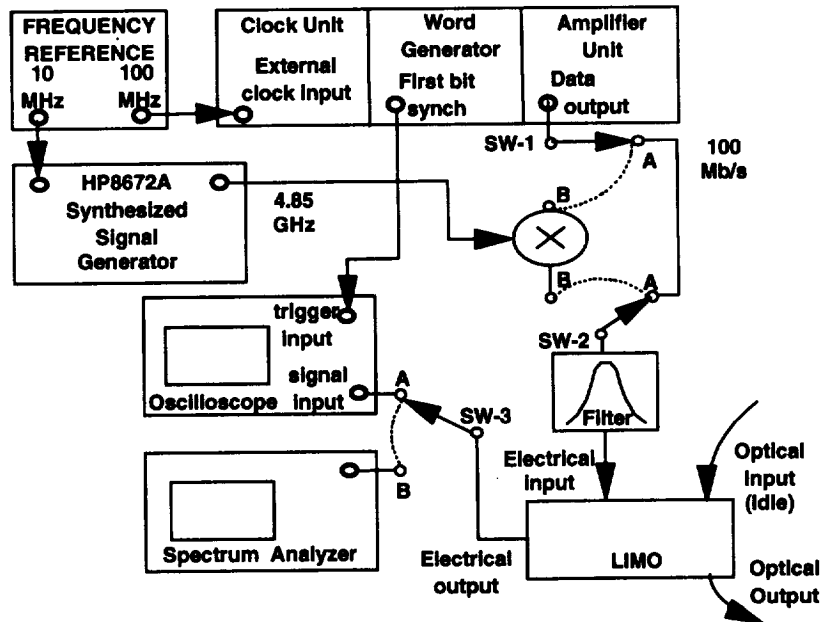 FREQUENCY
REFERENCE
10 100
MHz MHz
Clock Unit
External
clock input
Word
Generator
First bit
synch
Amplifier
Unit
Data
output
SW-1
A
100
Mb/s
HP8672A
Synthesized
Signal
Generator
4.85
GHz
B
B
A
trigger
input
signal
input
Oscilloscope
A
SW-3
SW-2
Filter
B
Spectrum Analyzer
Electrical
input
Optical
Input
(Idle)
Electrical
output
LIMO
Optical
Output